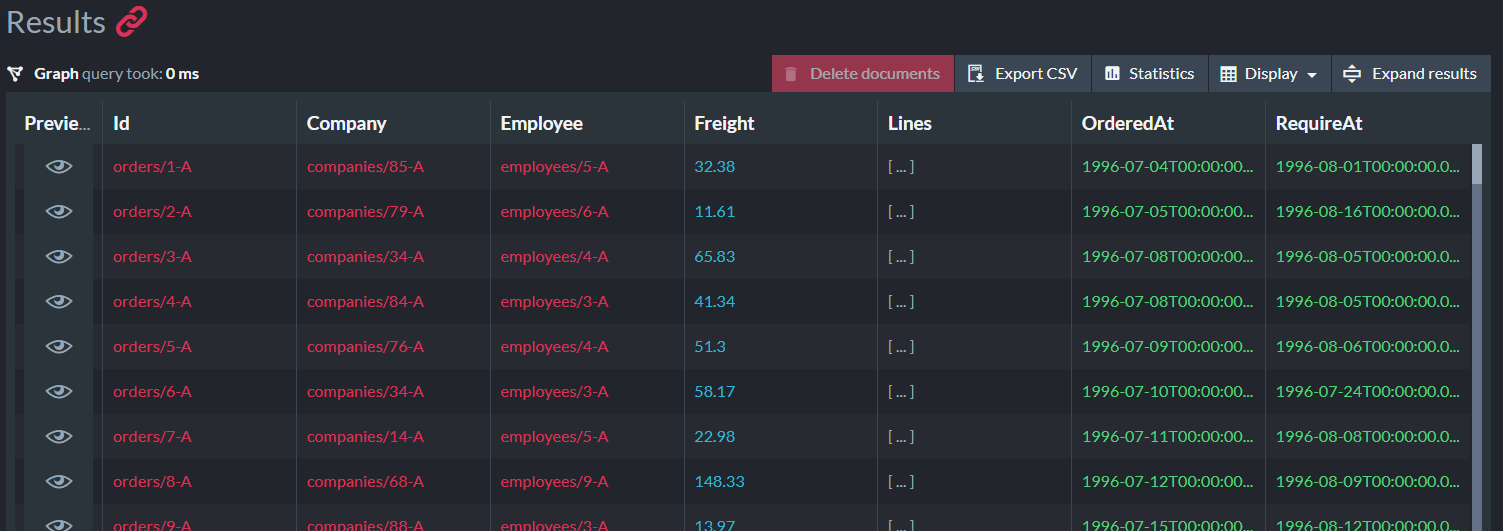 Results
Graph query took: 0 ms Delete documents Export CSV Statistics Display Expand results
Previe... Id Company Employee Freight Lines OrderedAt RequireAt
orders/1-A companies/85-A employees/5-A 32.38 [ ... ] 1996-07-04T00:00:00... 1996-08-01T00:00:00.0...
orders/2-A companies/79-A employees/6-A 11.61 [ ... ] 1996-07-05T00:00:00... 1996-08-16T00:00:00.0...
orders/3-A companies/34-A employees/4-A 65.83 [ ... ] 1996-07-08T00:00:00... 1996-08-05T00:00:00.0...
orders/4-A companies/84-A employees/3-A 41.34 [ ... ] 1996-07-08T00:00:00... 1996-08-05T00:00:00.0...
orders/5-A companies/76-A employees/4-A 51.3 [ ... ] 1996-07-09T00:00:00... 1996-08-06T00:00:00.0...
orders/6-A companies/34-A employees/3-A 58.17 [ ... ] 1996-07-10T00:00:00... 1996-07-24T00:00:00.0...
orders/7-A companies/14-A employees/5-A 22.98 [ ... ] 1996-07-11T00:00:00... 1996-08-08T00:00:00.0...
orders/8-A companies/68-A employees/9-A 148.33 [ ... ] 1996-07-12T00:00:00... 1996-08-09T00:00:00.0...
orders/9-A companies/88-A employees/3-A 13.97 [ ... ] 1996-07-15T00:00:00... 1996-08-12T00:00:00.0...